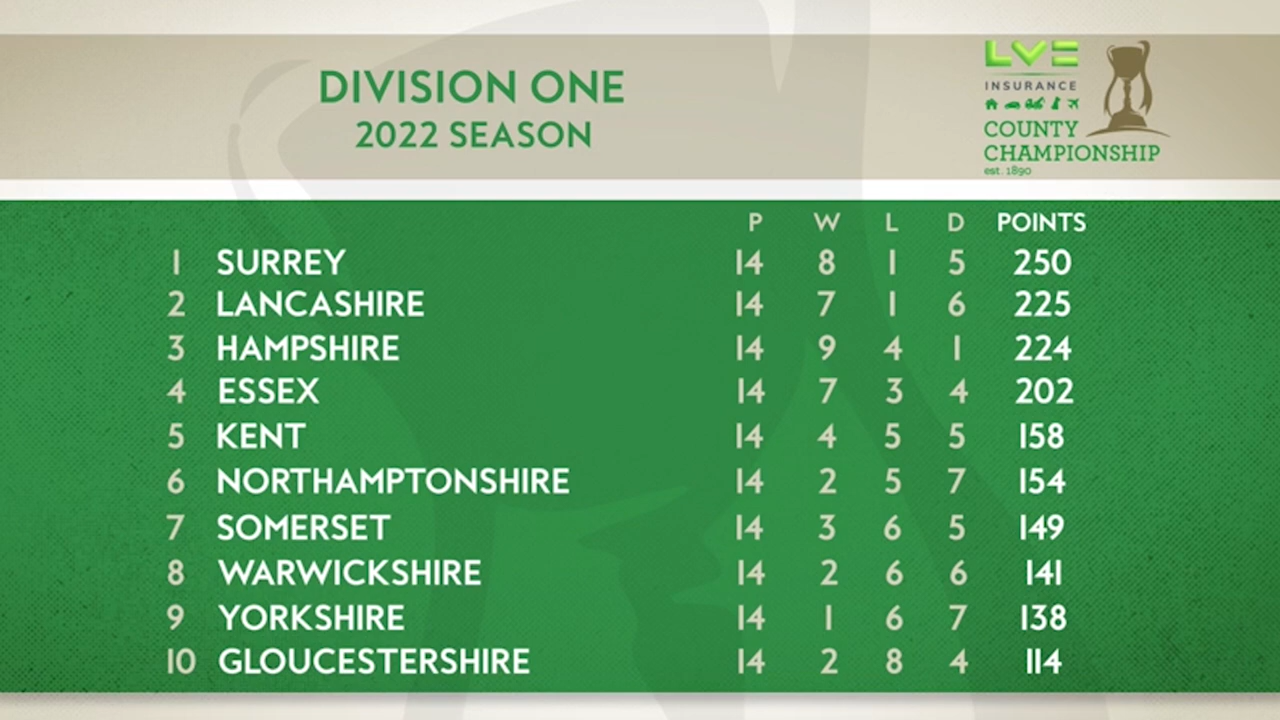 DIVISION ONE
2022 SEASON
LVE
INSURANCE
COUNTY
CHAMPIONSHIP
est. 1890
P W L D POINTS
1 SURREY 14 8 1 5 250
2 LANCASHIRE 14 7 1 6 225
3 HAMPSHIRE 14 9 4 1 224
4 ESSEX 14 7 3 4 202
5 KENT 14 4 5 5 158
6 NORTHAMPTONSHIRE 14 2 5 7 154
7 SOMERSET 14 3 6 5 149
8 WARWICKSHIRE 14 2 6 6 141
9 YORKSHIRE 14 1 6 7 138
10 GLOUCESTERSHIRE 14 2 8 4 114